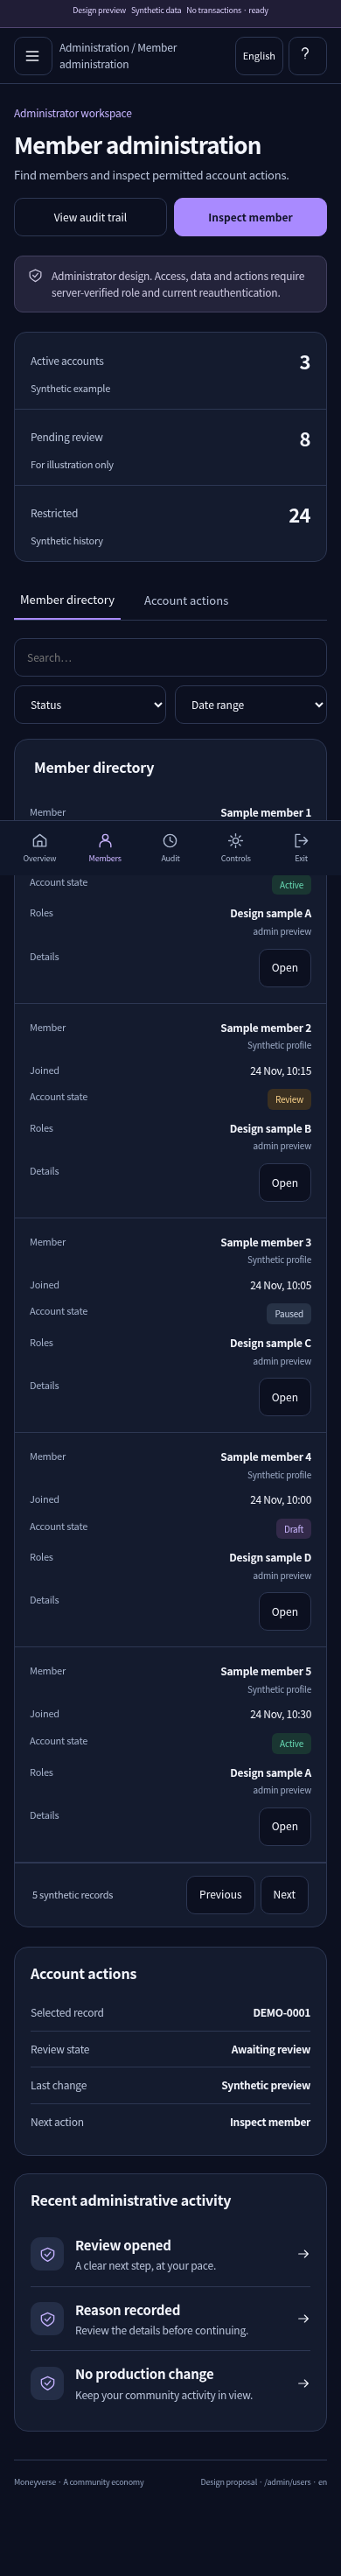 Design preview Synthetic data No transactions · ready
Administration / Member
administration
English
?
Administrator workspace
Member administration
Find members and inspect permitted account actions.
View audit trail
Inspect member
Administrator design. Access, data and actions require
server-verified role and current reauthentication.
Active accounts
3
Synthetic example
Pending review
8
For illustration only
Restricted
24
Synthetic history
Member directory
Account actions
Search...
Status
Date range
Member directory
Member
Sample member 1
Overview
Members
Audit
Controls
Exit
Account state
Active
Roles
Design sample A
admin preview
Details
Open
Member
Sample member 2
Synthetic profile
Joined
24 Nov, 10:15
Account state
Review
Roles
Design sample B
admin preview
Details
Open
Member
Sample member 3
Synthetic profile
Joined
24 Nov, 10:05
Account state
Paused
Roles
Design sample C
admin preview
Details
Open
Member
Sample member 4
Synthetic profile
Joined
24 Nov, 10:00
Account state
Draft
Roles
Design sample D
admin preview
Details
Open
Member
Sample member 5
Synthetic profile
Joined
24 Nov, 10:30
Account state
Active
Roles
Design sample A
admin preview
Details
Open
5 synthetic records
Previous
Next
Account actions
Selected record
DEMO-0001
Review state
Awaiting review
Last change
Synthetic preview
Next action
Inspect member
Recent administrative activity
Review opened
A clear next step, at your pace.
Reason recorded
Review the details before continuing.
No production change
Keep your community activity in view.
Moneyverse · A community economy
Design proposal · /admin/users · en